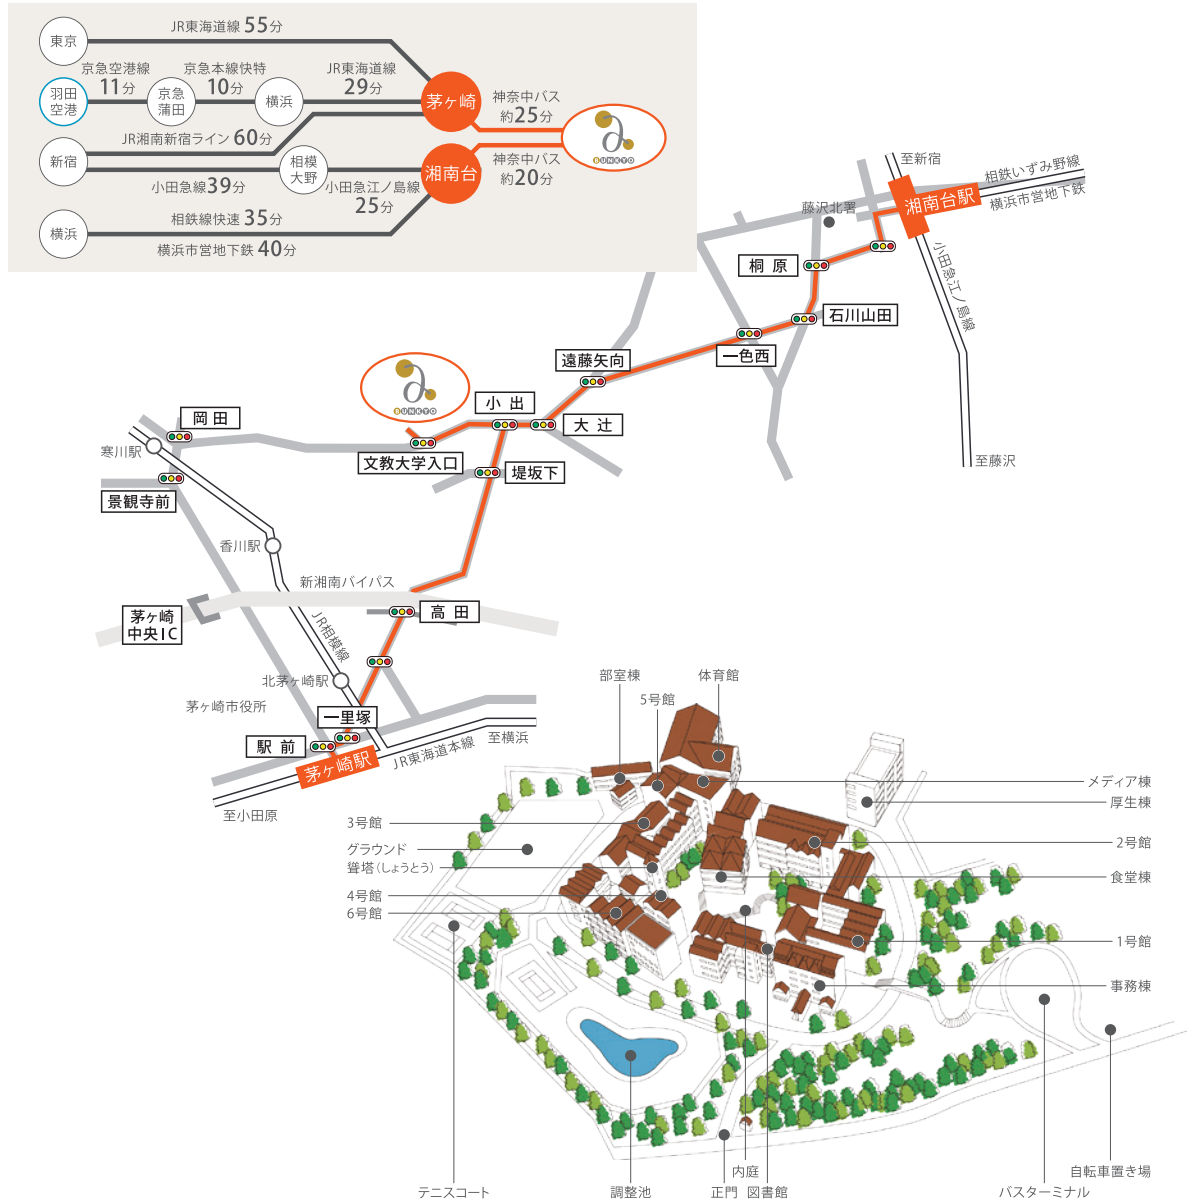 JR東海道線 55分
東京
京急空港線
11分
京急本線快特
10分
JR東海道線
29分
羽田
空港
京急
蒲田
横浜
茅ヶ崎
神奈中バス
約25分
BUNKYO
JR湘南新宿ライン 60分
新宿
相模
大野
湘南台
神奈中バス
約20分
小田急線39分
小田急江ノ島線
25分
相鉄線快速 35分
横浜
横浜市営地下鉄 40分
至新宿
相鉄いずみ野線
横浜市営地下鉄
湘南台駅
藤沢北署
小田急江ノ島線
桐原
石川山田
一色西
遠藤矢向
BUNKYO
小出
大辻
岡田
寒川駅
文教大学入口
堤坂下
至藤沢
景観寺前
香川駅
新湘南バイパス
茅ヶ崎
中央IC
高田
JR相模線
北茅ヶ崎駅
茅ヶ崎市役所
一里塚
駅前
茅ヶ崎駅
JR東海道本線
至横浜
至小田原
部室棟
体育館
5号館
メディア棟
厚生棟
3号館
2号館
グラウンド
聳塔(しょうとう)
食堂棟
4号館
6号館
1号館
事務棟
テニスコート
調整池
正門
内庭
図書館
バスターミナル
自転車置き場